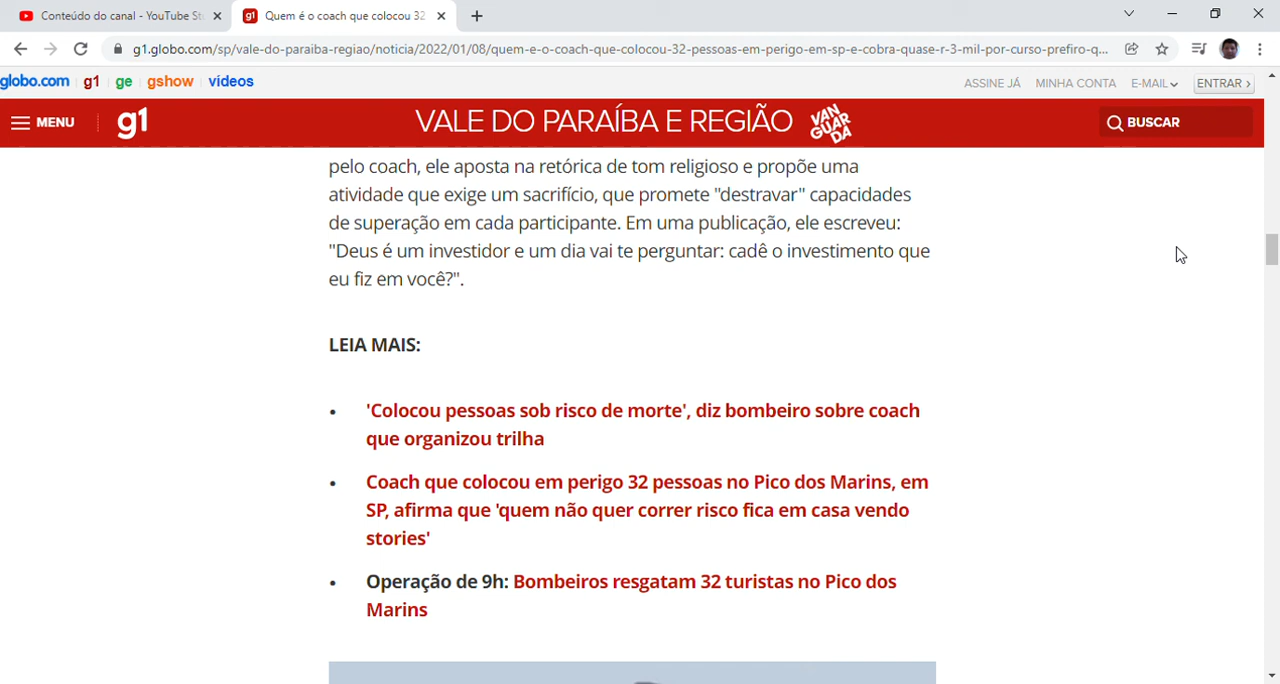 Conteúdo do canal - YouTube St
Quem é o coach que colocou 32
g1.globo.com/sp/vale-do-paraiba-regiao/noticia/2022/01/08/quem-e-o-coach-que-colocou-32-pessoas-em-perigo-em-sp-e-cobra-quase-r-3-mil-por-curso-prefiro-q...
globo.com g1 ge gshow vídeos
ASSINE JÁ MINHA CONTA E-MAIL ENTRAR ›
MENU g1 VALE DO PARAÍBA E REGIÃO VANGUARDA BUSCAR
pelo coach, ele aposta na retórica de tom religioso e propõe uma
atividade que exige um sacrifício, que promete "destravar" capacidades
de superação em cada participante. Em uma publicação, ele escreveu:
"Deus é um investidor e um dia vai te perguntar: cadê o investimento que
eu fiz em você?".
LEIA MAIS:
• 'Colocou pessoas sob risco de morte', diz bombeiro sobre coach
que organizou trilha
• Coach que colocou em perigo 32 pessoas no Pico dos Marins, em
SP, afirma que 'quem não quer correr risco fica em casa vendo
stories'
• Operação de 9h: Bombeiros resgatam 32 turistas no Pico dos
Marins